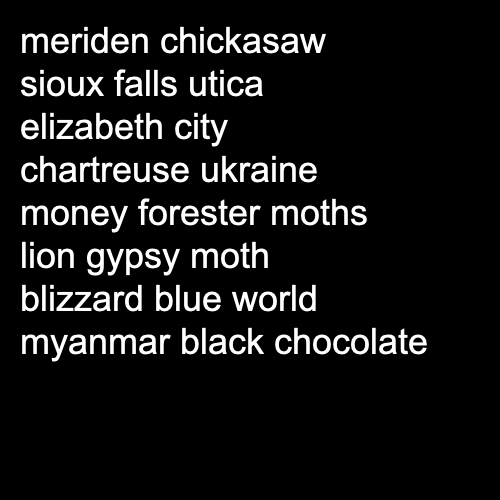 meriden chickasaw
sioux falls utica
elizabeth city
chartreuse ukraine
money forester moths
lion gypsy moth
blizzard blue world
myanmar black chocolate